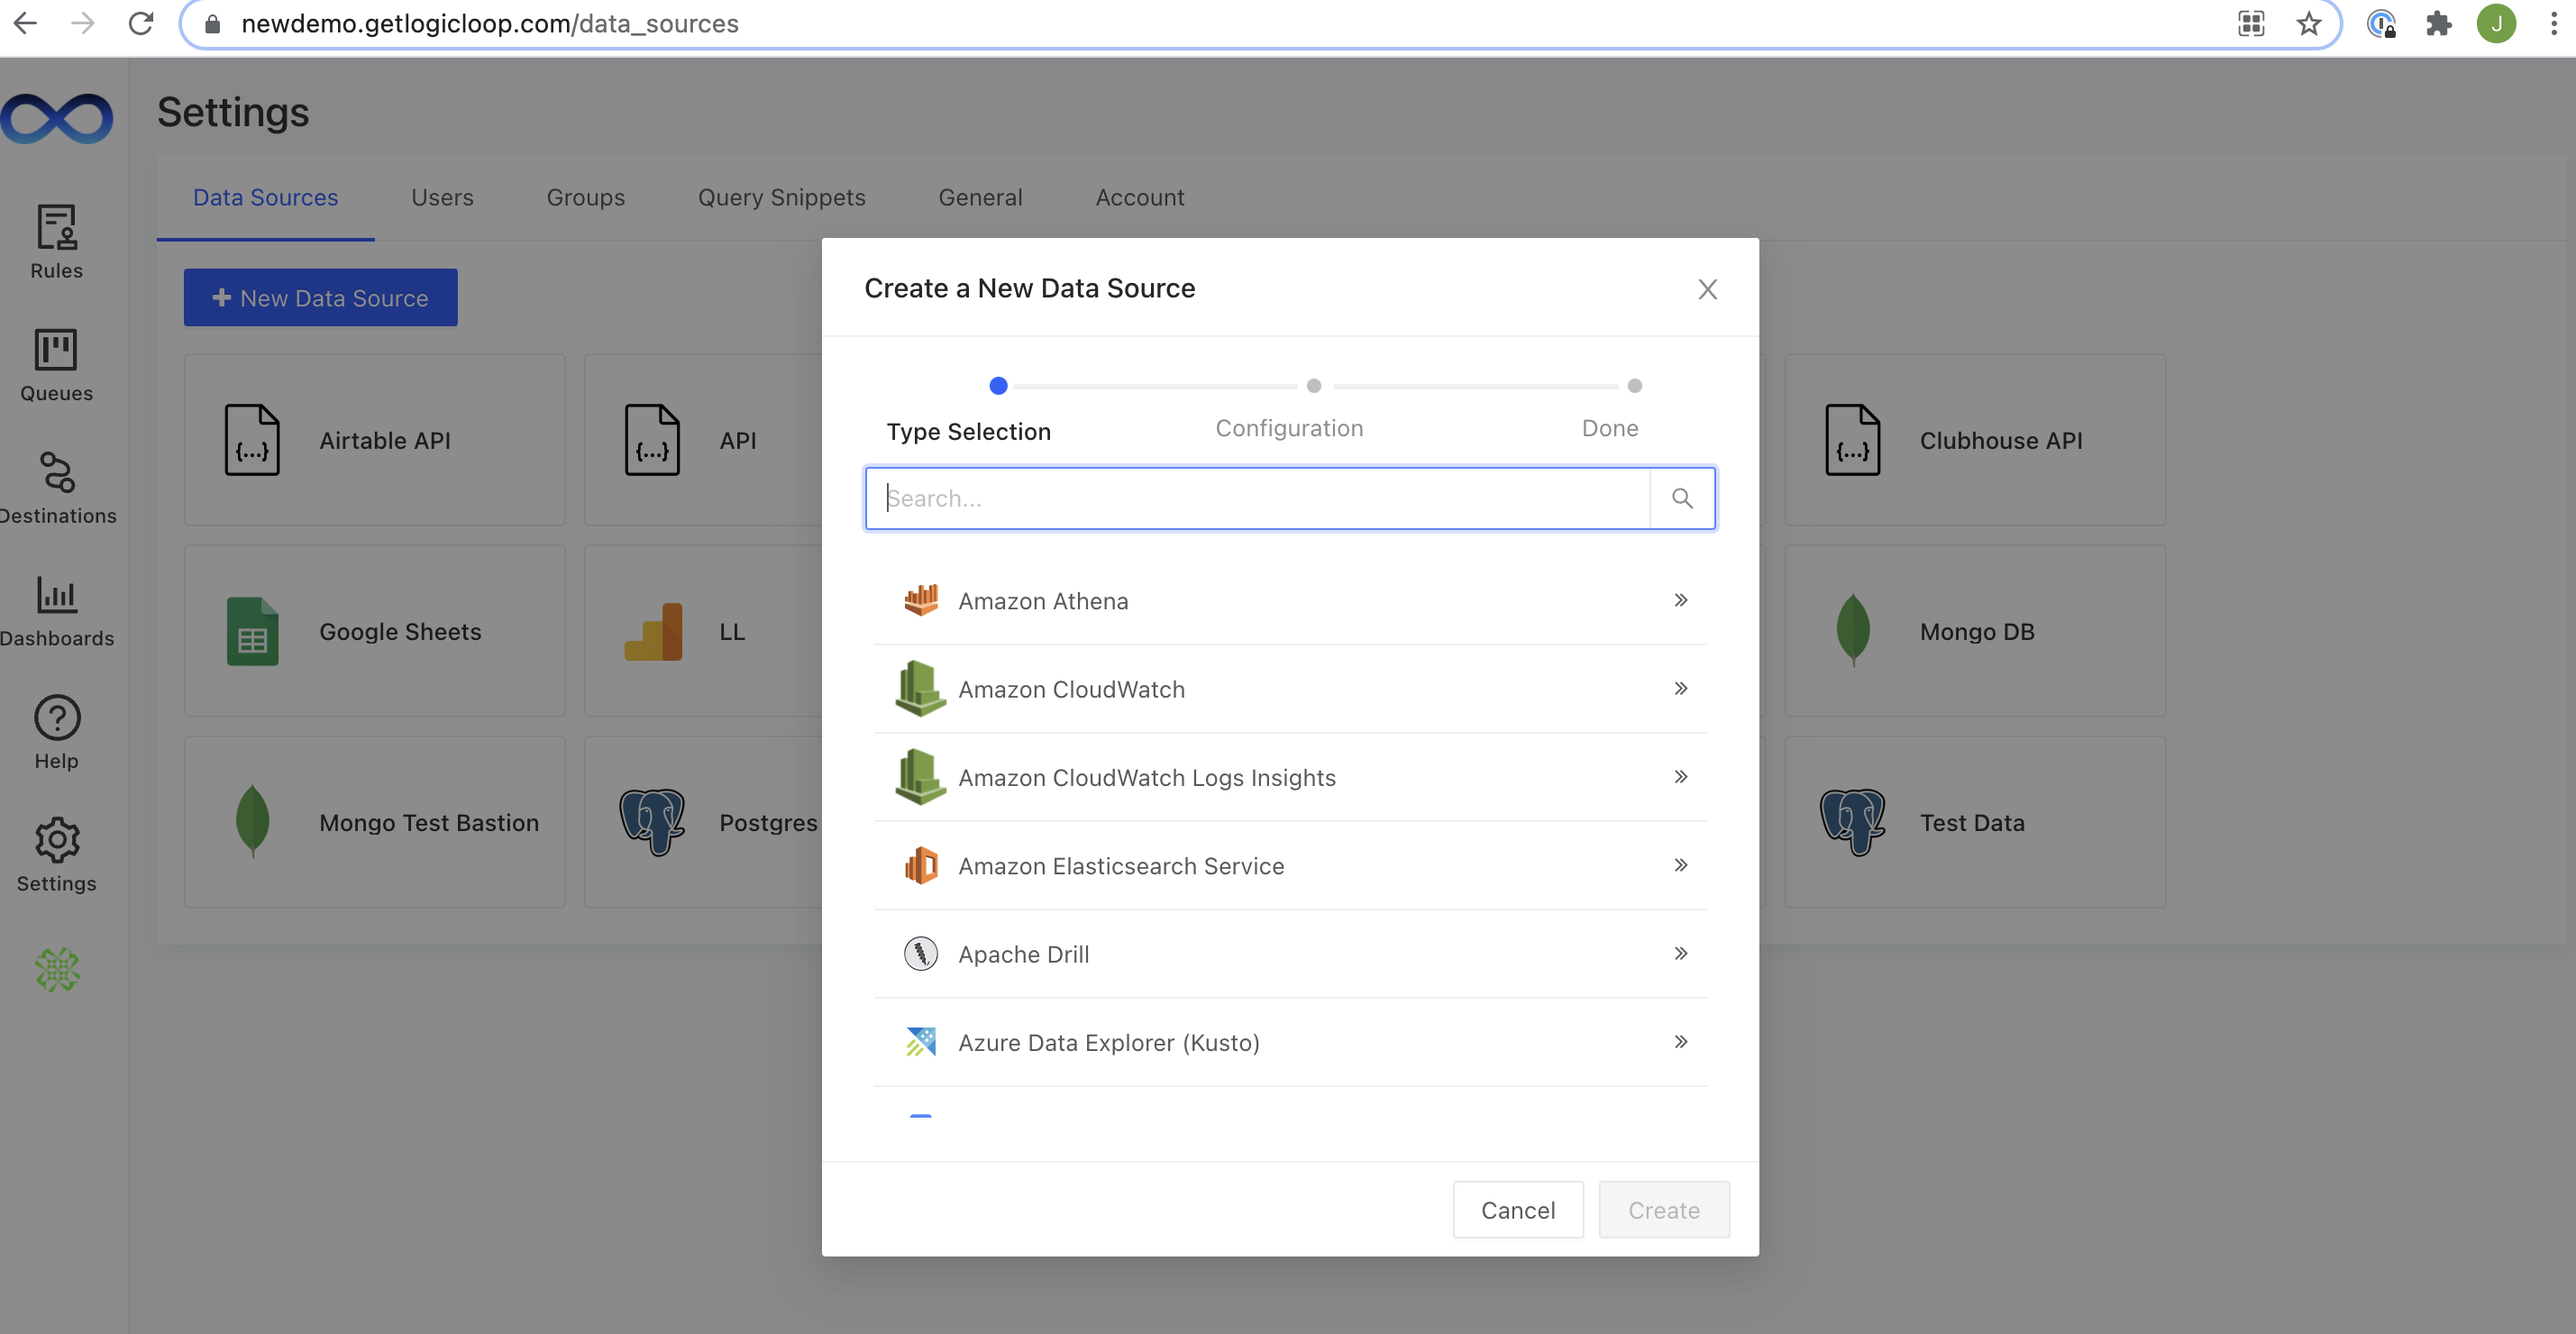 newdemo.getlogicloop.com/data_sources
J
Settings
Data Sources
Users
Groups
Query Snippets
General
Account
Rules
Queues
Destinations
Dashboards
Help
Settings
+ New Data Source
{...}
Airtable API
{...}
API
{...}
Clubhouse API
Google Sheets
LL
Mongo DB
Mongo Test Bastion
Postgres
Test Data
Create a New Data Source
X
Type Selection
Configuration
Done
Search...
Amazon Athena
Amazon CloudWatch
Amazon CloudWatch Logs Insights
Amazon Elasticsearch Service
Apache Drill
Azure Data Explorer (Kusto)
Cancel
Create